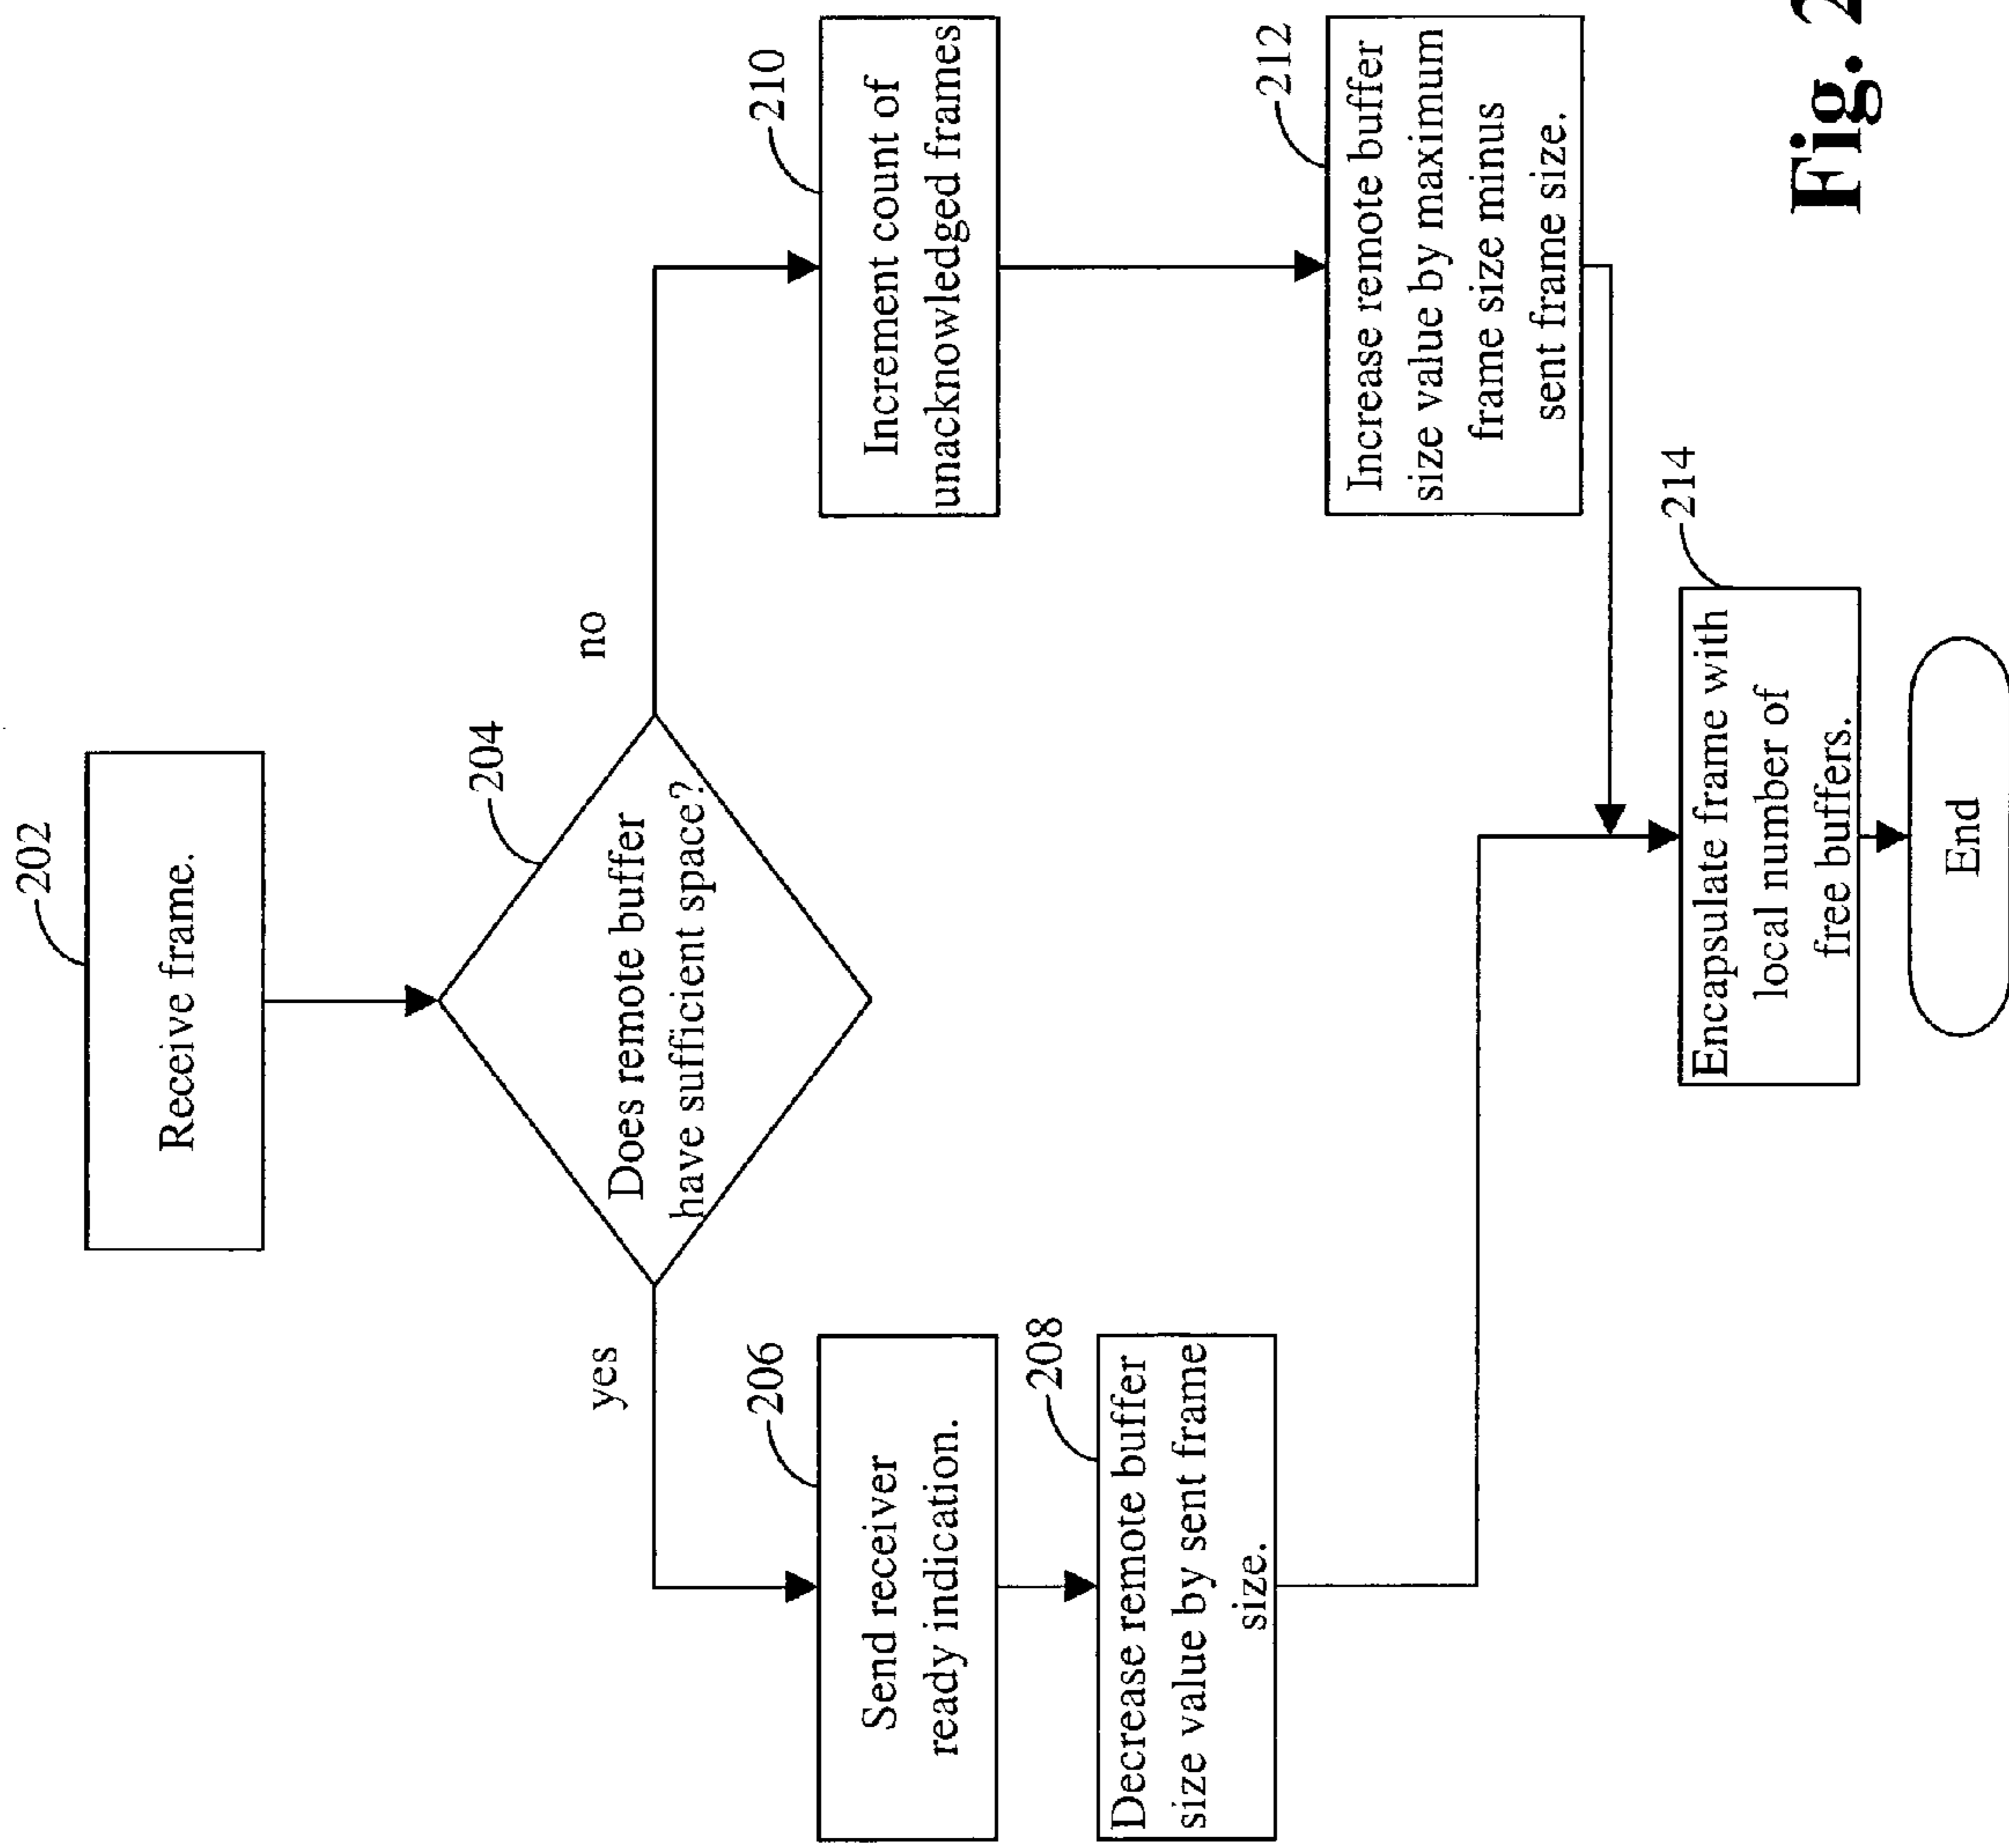 202
Receive frame.
204
Does remote buffer
have sufficient space?
yes
no
206
Send receiver
ready indication.
208
Decrease remote buffer
size value by sent frame
size.
210
Increment count of
unacknowledged frames
212
Increase remote buffer
size value by maximum
frame size minus
sent frame size.
214
Encapsulate frame with
local number of
free buffers.
End
Fig. 2